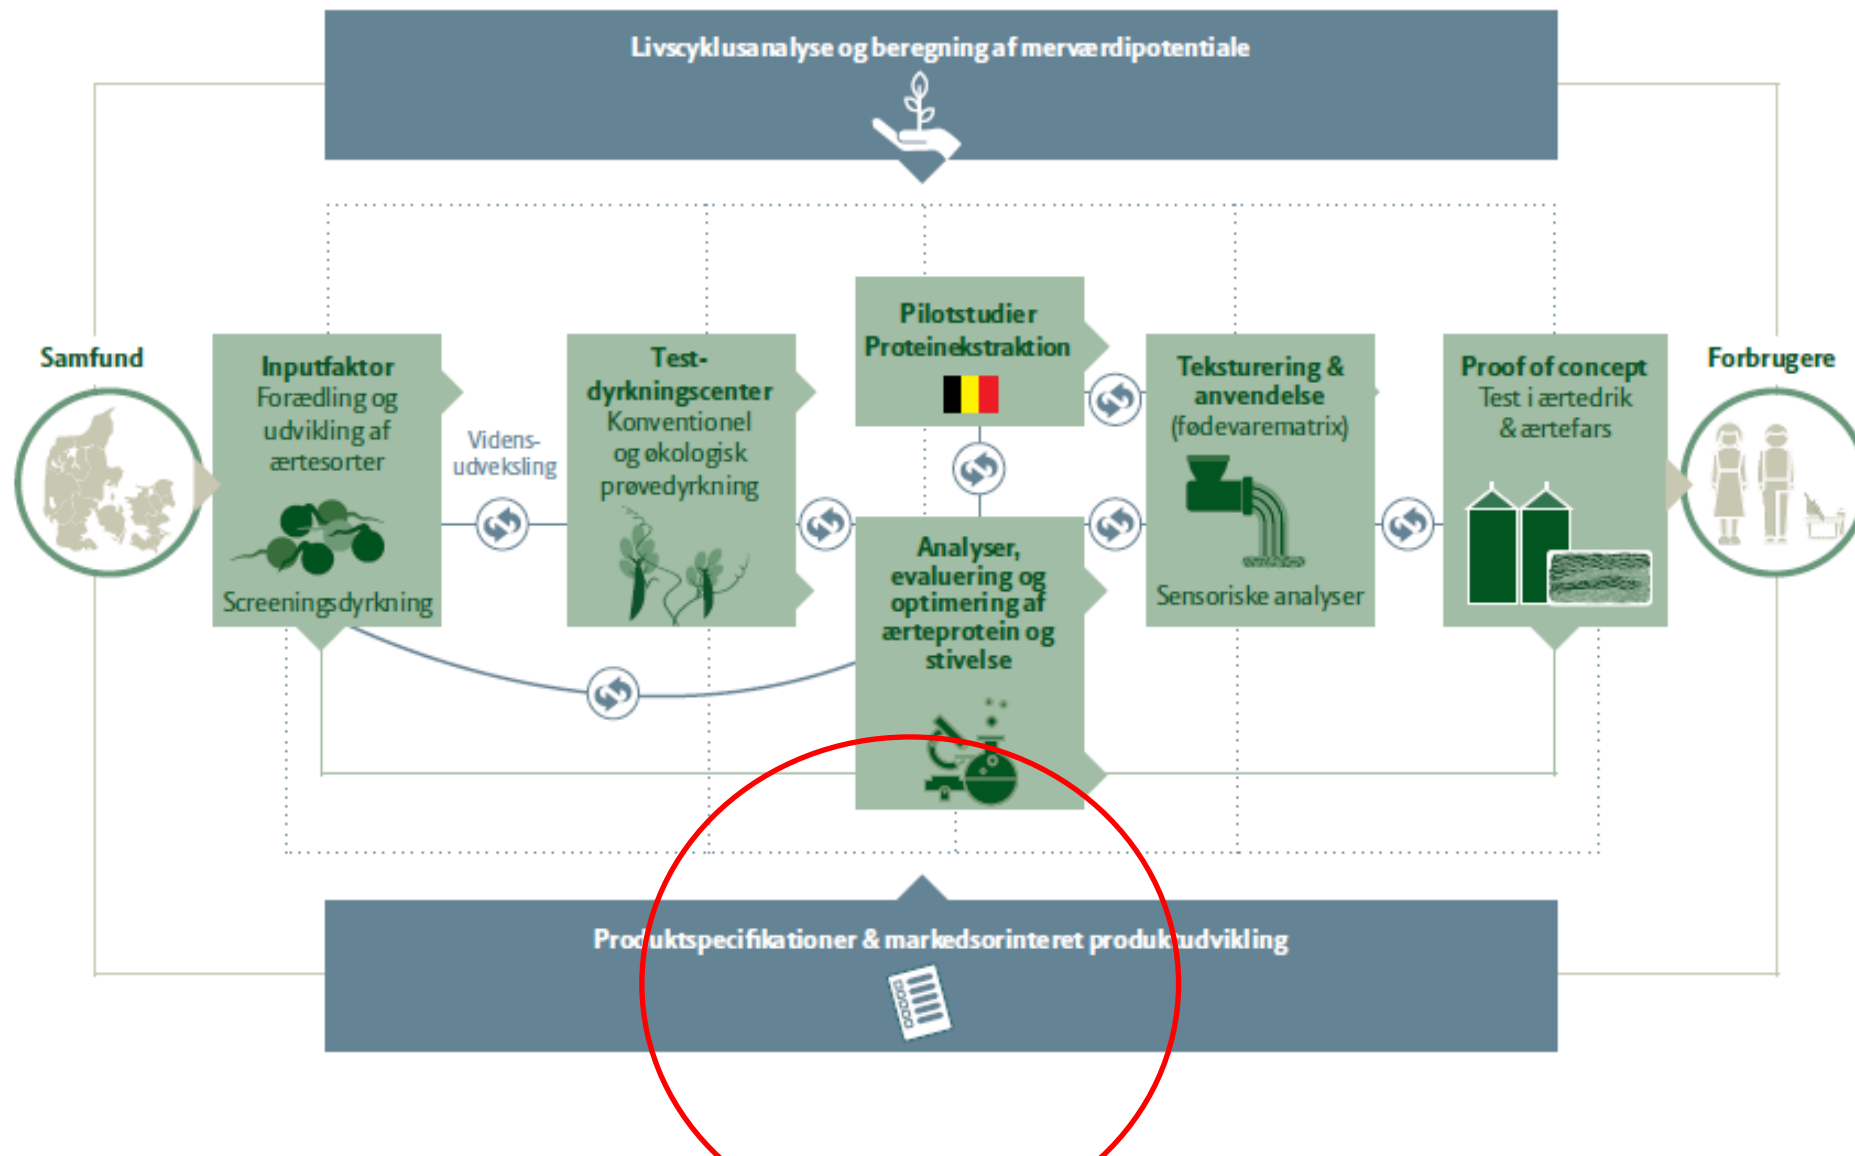 Livscyklusanalyse og beregning af merværdipotentiale
Samfund
Inputfaktor
Forædling og
udvikling af
ærtesorter
Screeningsdyrkning
Videns-
udveksling
Test-
dyrkningscenter
Konventionel
og økologisk
prøvedyrkning
Pilotstudier
Proteinekstraktion
Analyser,
evaluering og
optimering af
ærteprotein og
stivelse
Teksturering &
anvendelse
(fødevarematrix)
Sensoriske analyser
Proof of concept
Test i ærtedrik
& ærtefars
Forbrugere
Produktspecifikationer & markedsorinteret produktudvikling